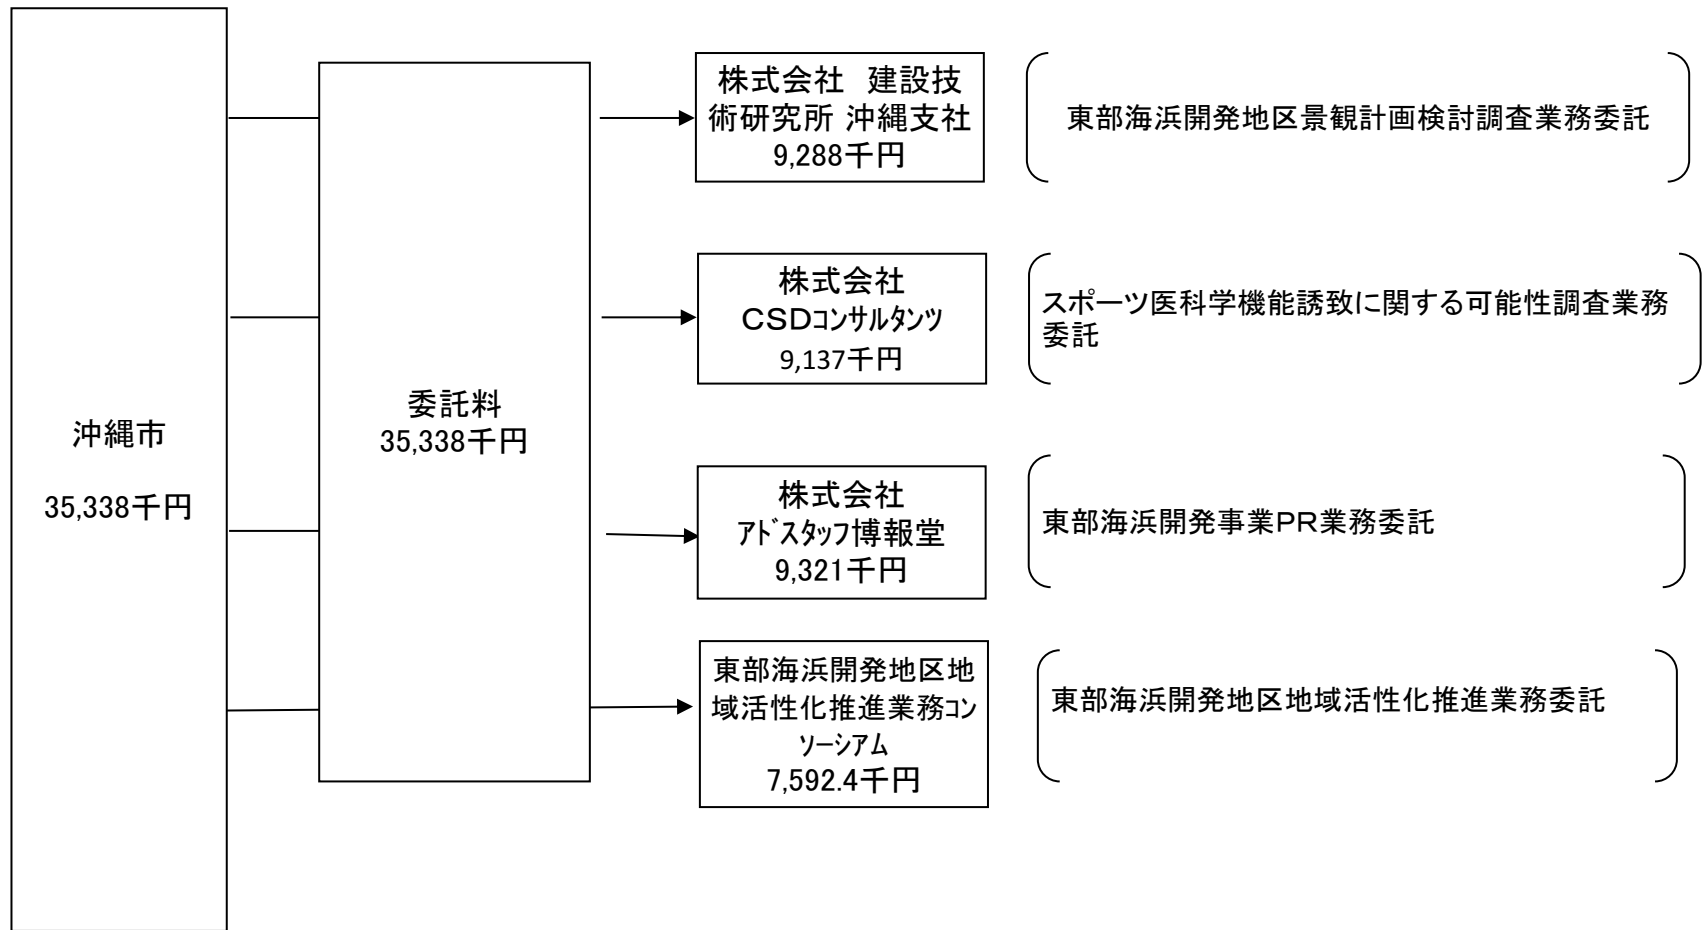 沖縄市
35,338千円
委託料
35,338千円
株式会社　建設技
術研究所 沖縄支社
9,288千円
東部海浜開発地区景観計画検討調査業務委託
株式会社
ＣＳＤｺﾝｻﾙﾀﾝﾂ
9,137千円
スポーツ医科学機能誘致に関する可能性調査業務
委託
株式会社
ｱﾄﾞｽﾀｯﾌ博報堂
9,321千円
東部海浜開発事業ＰＲ業務委託
東部海浜開発地区地
域活性化推進業務ｺﾝ
ｿｰｼｱﾑ
7,592.4千円
東部海浜開発地区地域活性化推進業務委託